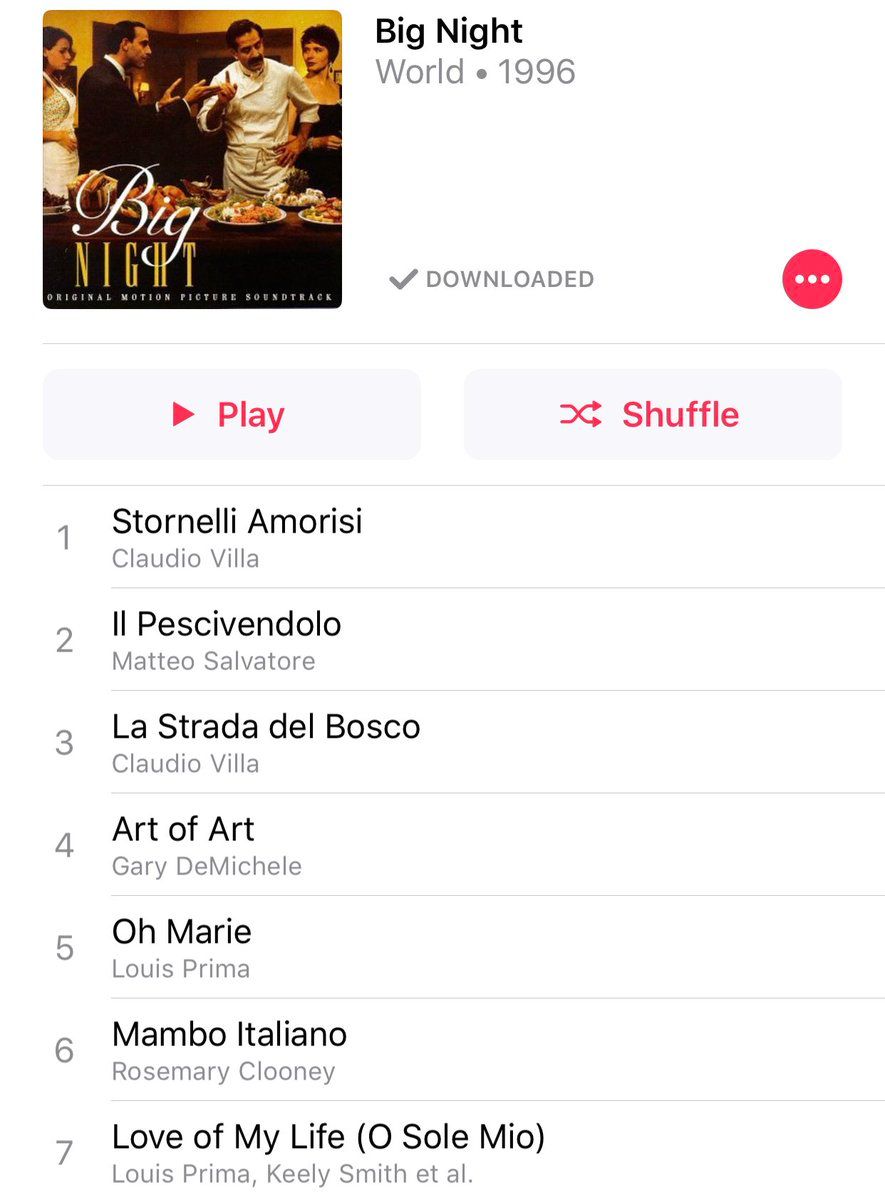 Big
NIGHT
ORIGINAL MOTION PICTURE SOUNDTRACK
Big Night
World • 1996
DOWNLOADED
Play
Shuffle
1
Stornelli Amorisi
Claudio Villa
2
Il Pescivendolo
Matteo Salvatore
3
La Strada del Bosco
Claudio Villa
4
Art of Art
Gary DeMichele
5
Oh Marie
Louis Prima
6
Mambo Italiano
Rosemary Clooney
7
Love of My Life (O Sole Mio)
Louis Prima, Keely Smith et al.